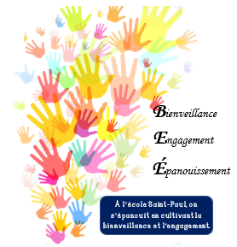 Bienveillance
Engagement
Épanouissement
À l'école Saint-Paul, on
s'épanouit en cultivant la
bienveillance et l'engagement